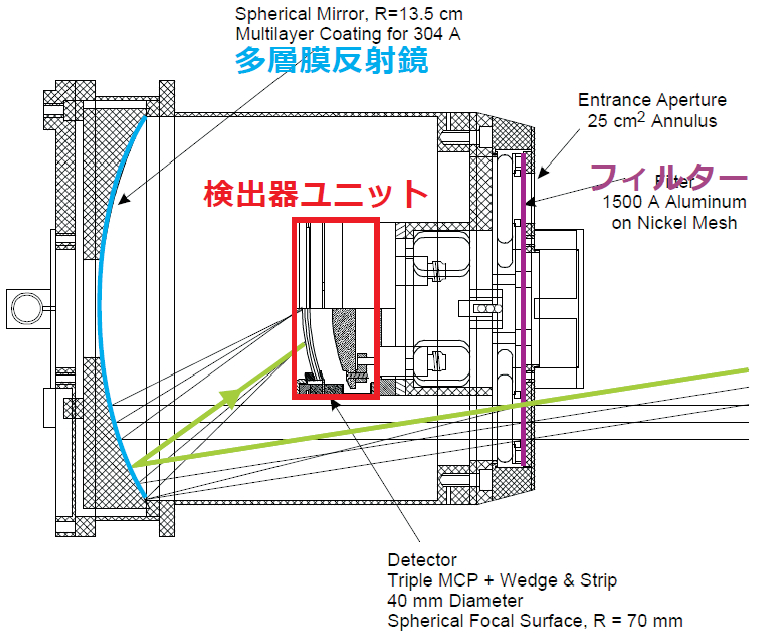 Spherical Mirror, R=13.5 cm
Multilayer Coating for 304 A
多層膜反射鏡
Entrance Aperture
25 cm2 Annulus
フィルター
Filter
1500 A Aluminum
on Nickel Mesh
検出器ユニット
Detector
Triple MCP + Wedge & Strip
40 mm Diameter
Spherical Focal Surface, R = 70 mm